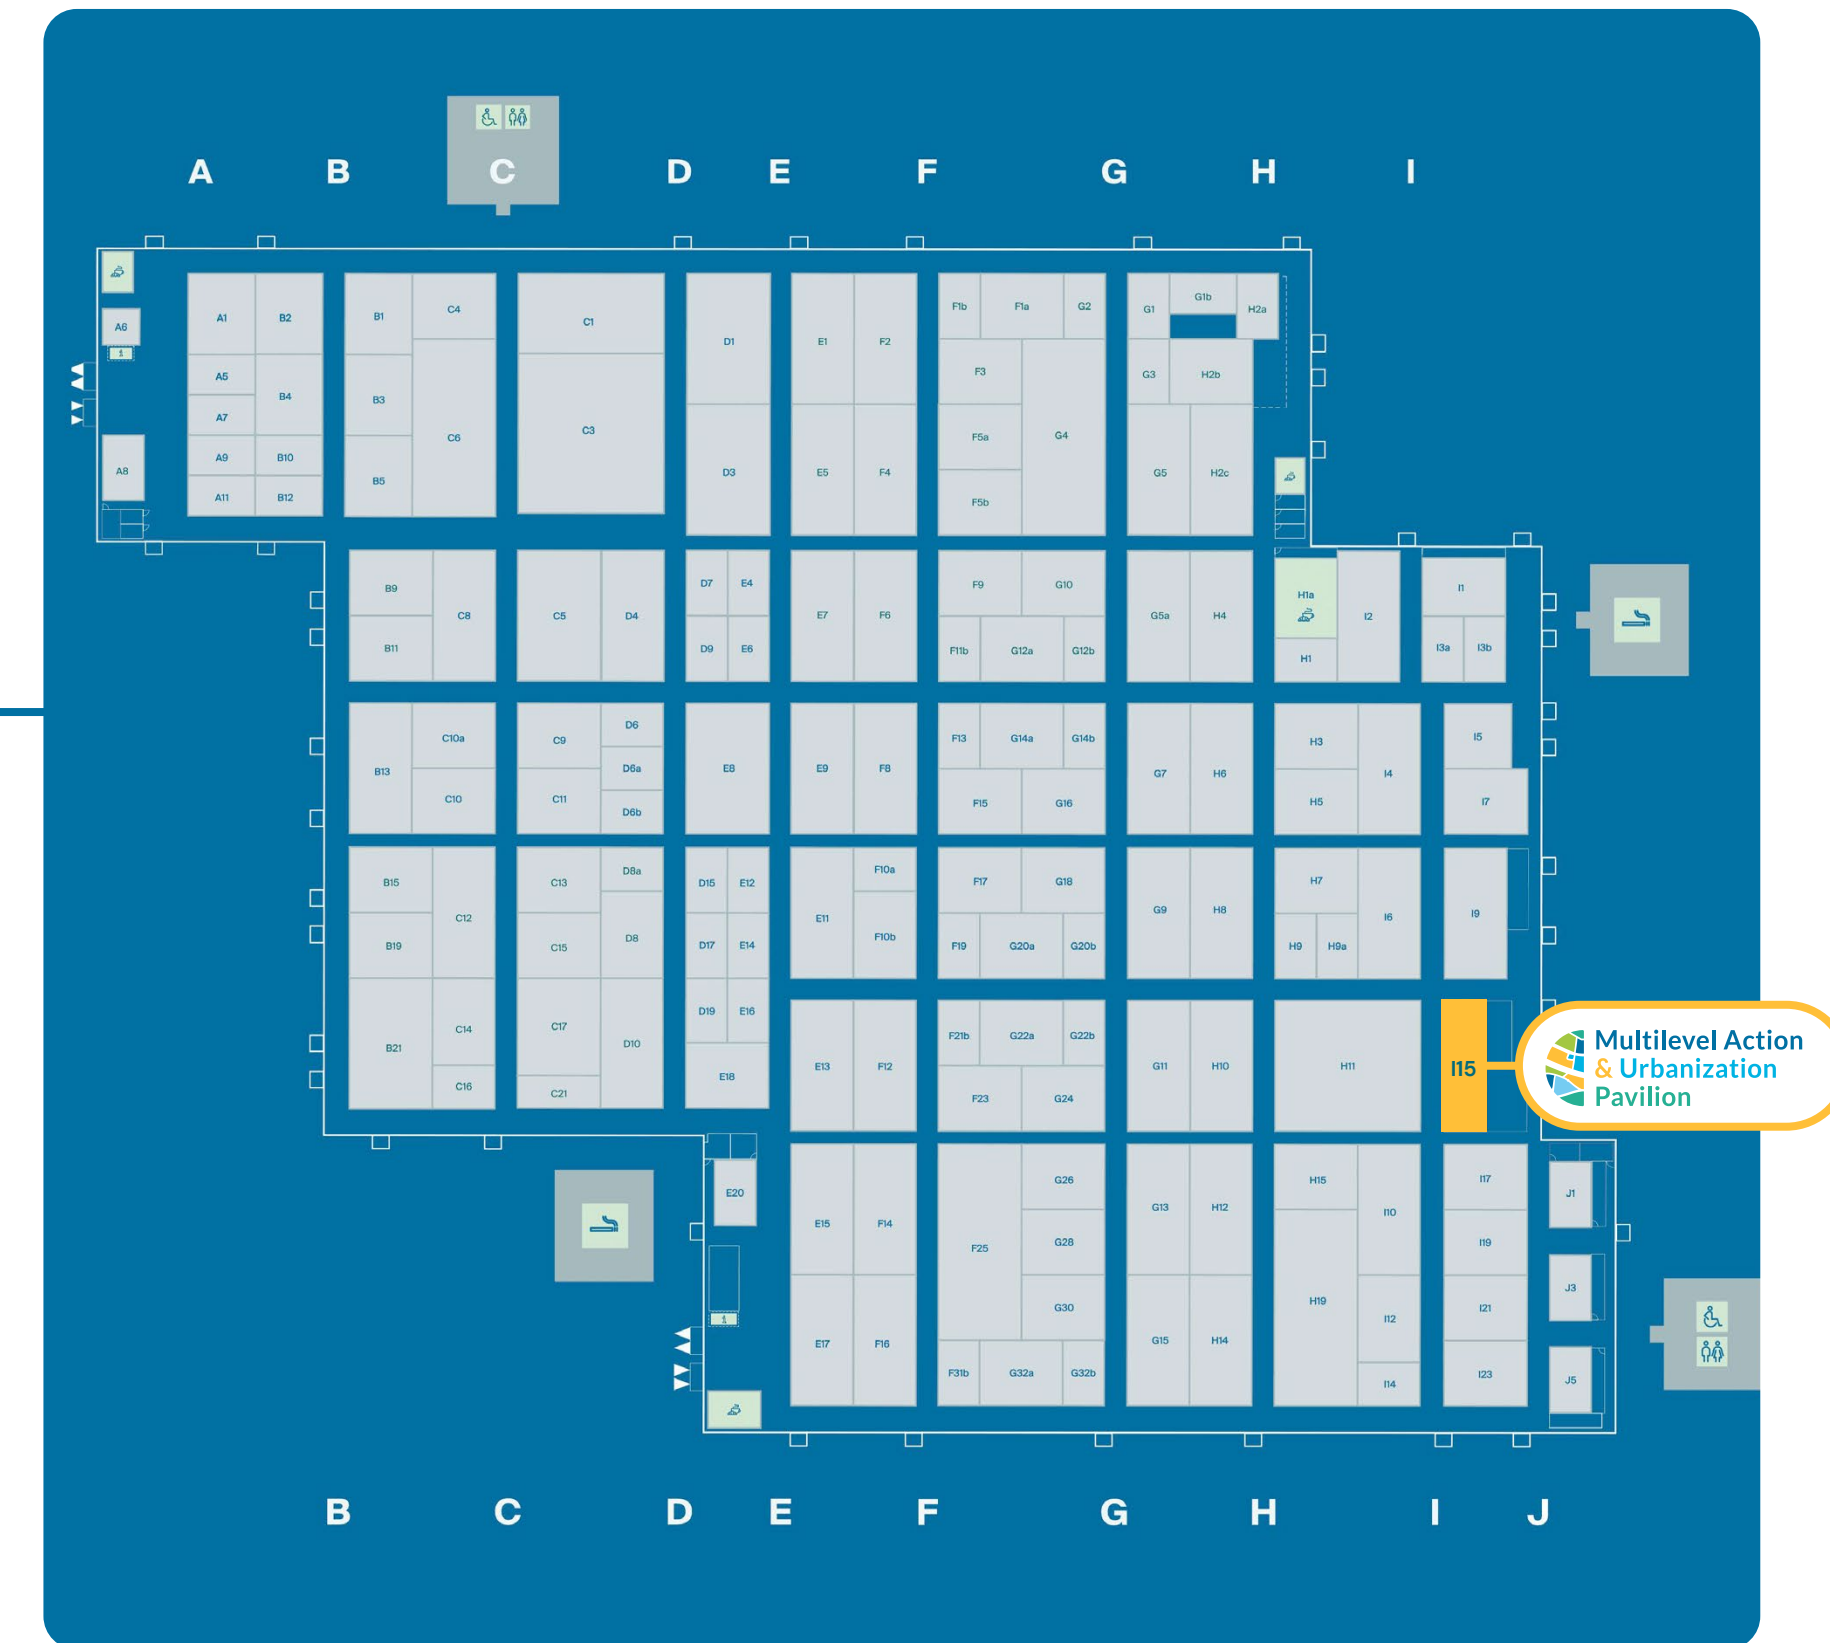 A B C D E F G H I
A1 B2 B1 C4 C1 D1 E1 F2 F1b F1a G2 G1 G1b H2a
A6
i
A5 B4 B3 C6 C3 F3 G4 G3 H2b
A7
A8 A9 B10 B5 D3 E5 F4 F5a G5 H2c
A11 B12 F5b
B9 C8 C5 D4 D7 E4 E7 F6 F9 G10 G5a H4 H1a I2 I1
B11 D9 E6 F11b G12a G12b H1 I3a I3b
B13 C10a C9 D6 E8 E9 F8 F13 G14a G14b G7 H6 H3 I4 I5
D6a
C10 C11 D6b F15 G16 H5 I7
B15 C12 C13 D8a D15 E12 E11 F10a F17 G18 G9 H8 H7 I6 I9
B19 C15 D8 D17 E14 F10b F19 G20a G20b H9 H9a
B21 C14 C17 D10 D19 E16 E13 F12 F21b G22a G22b G11 H10 H11 I15
Multilevel Action
& Urbanization
Pavilion
C16 C21 E18 F23 G24
E20 E15 F14 F25 G26 G13 H12 H15 I10 I17 J1
G28 I19
i
E17 F16 G30 G15 H14 H19 I12 I21 J3
F31b G32a G32b I14 I23 J5
B C D E F G H I J